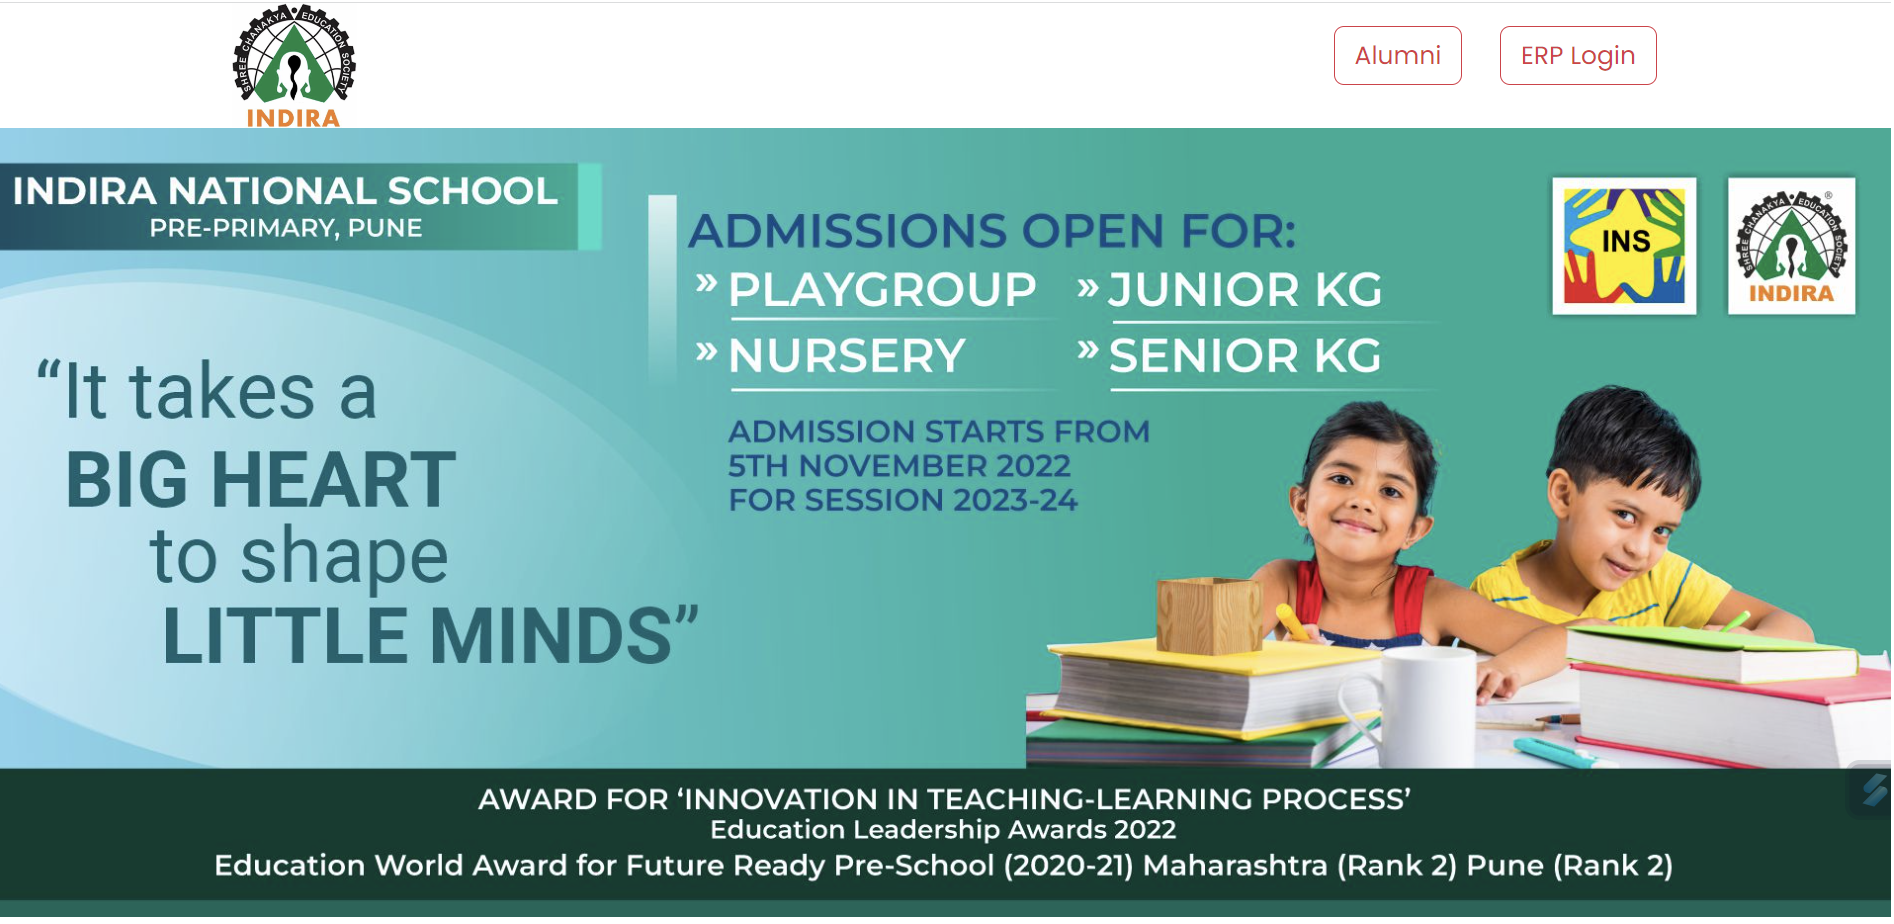 SHREE CHANAKYA EDUCATION SOCIETY
INDIRA
Alumni
ERP Login
INDIRA NATIONAL SCHOOL
PRE-PRIMARY, PUNE
“It takes a
BIG HEART
to shape
LITTLE MINDS”
ADMISSIONS OPEN FOR:
» PLAYGROUP
» JUNIOR KG
» NURSERY
» SENIOR KG
ADMISSION STARTS FROM
5TH NOVEMBER 2022
FOR SESSION 2023-24
INS
SHREE CHANAKYA EDUCATION SOCIETY
®
INDIRA
AWARD FOR ‘INNOVATION IN TEACHING-LEARNING PROCESS’
Education Leadership Awards 2022
Education World Award for Future Ready Pre-School (2020-21) Maharashtra (Rank 2) Pune (Rank 2)